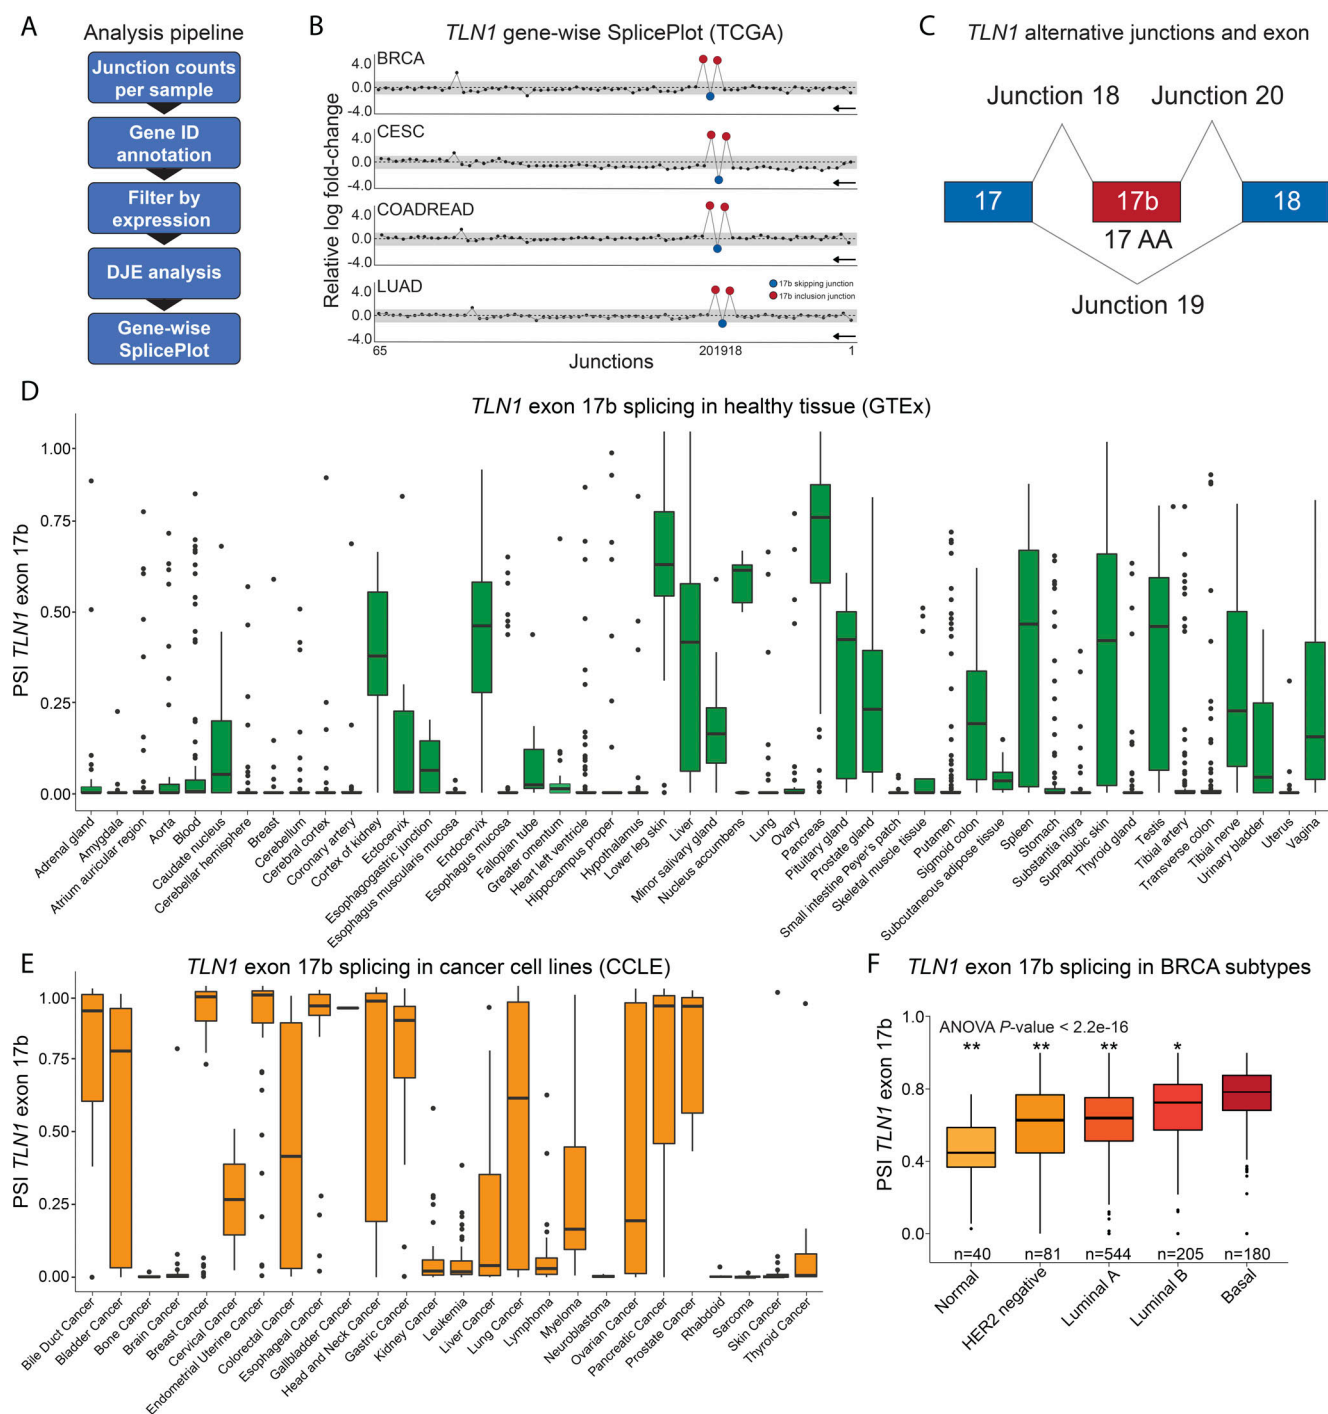 A
Analysis pipeline
Junction counts
per sample
Gene ID
annotation
Filter by
expression
DJE analysis
Gene-wise
SplicePlot
B
TLN1 gene-wise SplicePlot (TCGA)
Relative log fold-change
BRCA
4.0
0.0
-4.0
CESC
4.0
0.0
-4.0
COADREAD
4.0
0.0
-4.0
LUAD
4.0
0.0
-4.0
17b skipping junction
17b inclusion junction
65
201918
1
Junctions
C
TLN1 alternative junctions and exon
Junction 18
Junction 20
17
17b
18
17 AA
Junction 19
D
TLN1 exon 17b splicing in healthy tissue (GTEx)
PSI TLN1 exon 17b
1.00
0.75
0.50
0.25
0.00
Adrenal gland
Amygdala
Atrium auricular region
Aorta
Blood
Caudate nucleus
Cerebellar hemisphere
Breast
Cerebellum
Cerebral cortex
Coronary artery
Cortex of kidney
Ectocervix
Esophagogastric junction
Esophagus muscularis mucosa
Endocervix
Esophagus mucosa
Fallopian tube
Greater omentum
Heart left ventricle
Hippocampus proper
Hypothalamus
Lower leg skin
Liver
Minor salivary gland
Nucleus accumbens
Lung
Ovary
Pancreas
Pituitary gland
Prostate gland
Small intestine Peyer's patch
Skeletal muscle tissue
Putamen
Sigmoid colon
Subcutaneous adipose tissue
Spleen
Stomach
Substantia nigra
Suprapubic skin
Thyroid gland
Testis
Tibial artery
Transverse colon
Tibial nerve
Urinary bladder
Uterus
Vagina
E
TLN1 exon 17b splicing in cancer cell lines (CCLE)
PSI TLN1 exon 17b
1.00
0.75
0.50
0.25
0.00
Bile Duct Cancer
Bladder Cancer
Bone Cancer
Brain Cancer
Breast Cancer
Cervical Cancer
Endometrial Uterine Cancer
Colorectal Cancer
Esophageal Cancer
Gallbladder Cancer
Head and Neck Cancer
Gastric Cancer
Kidney Cancer
Leukemia
Liver Cancer
Lung Cancer
Lymphoma
Myeloma
Neuroblastoma
Ovarian Cancer
Pancreatic Cancer
Prostate Cancer
Rhabdoid
Sarcoma
Skin Cancer
Thyroid Cancer
F
TLN1 exon 17b splicing in BRCA subtypes
PSI TLN1 exon 17b
1.0
0.8
0.4
0.0
ANOVA P-value < 2.2e-16
** ** ** *
n=40 n=81 n=544 n=205 n=180
Normal
HER2 negative
Luminal A
Luminal B
Basal